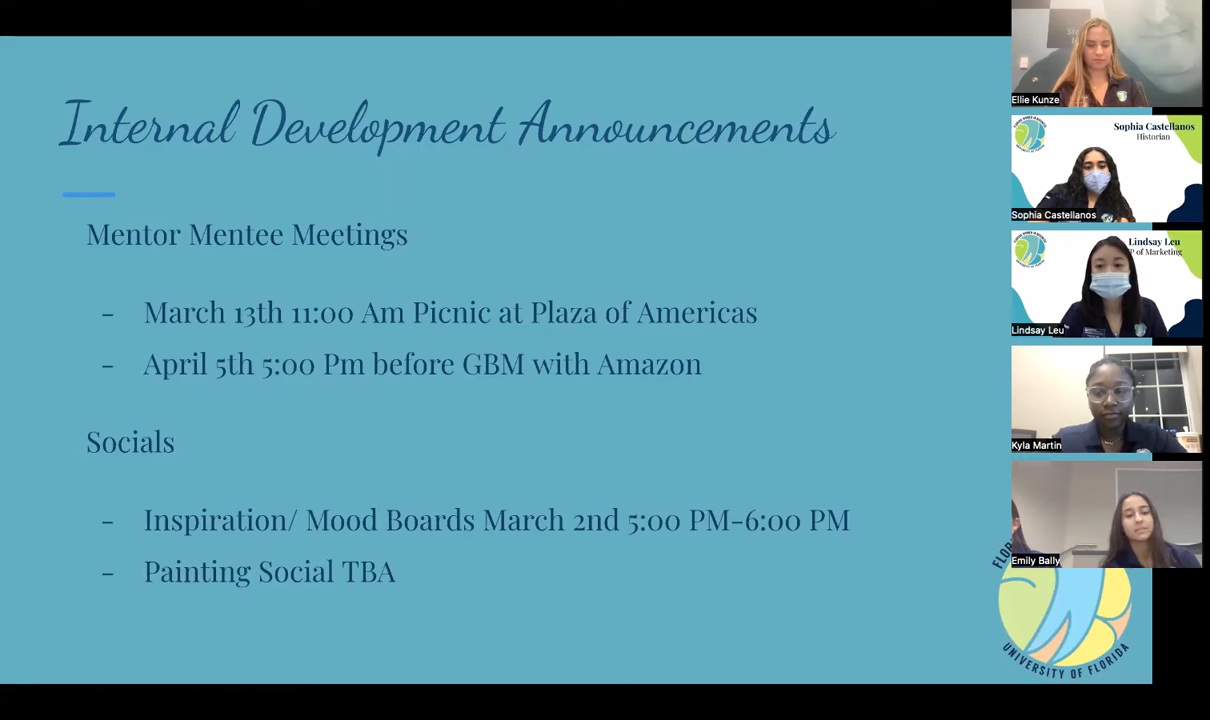 Internal Development Announcements
Mentor Mentee Meetings
- March 13th 11:00 Am Picnic at Plaza of Americas
- April 5th 5:00 Pm before GBM with Amazon
Socials
- Inspiration/ Mood Boards March 2nd 5:00 PM-6:00 PM
- Painting Social TBA
Ellie Kunze
Sophia Castellanos
Historian
Sophia Castellanos
Lindsay Leu
P of Marketing
Lindsay Leu
Kyla Martin
Emily Bally
FLO
UNIVERSITY OF FLORIDA